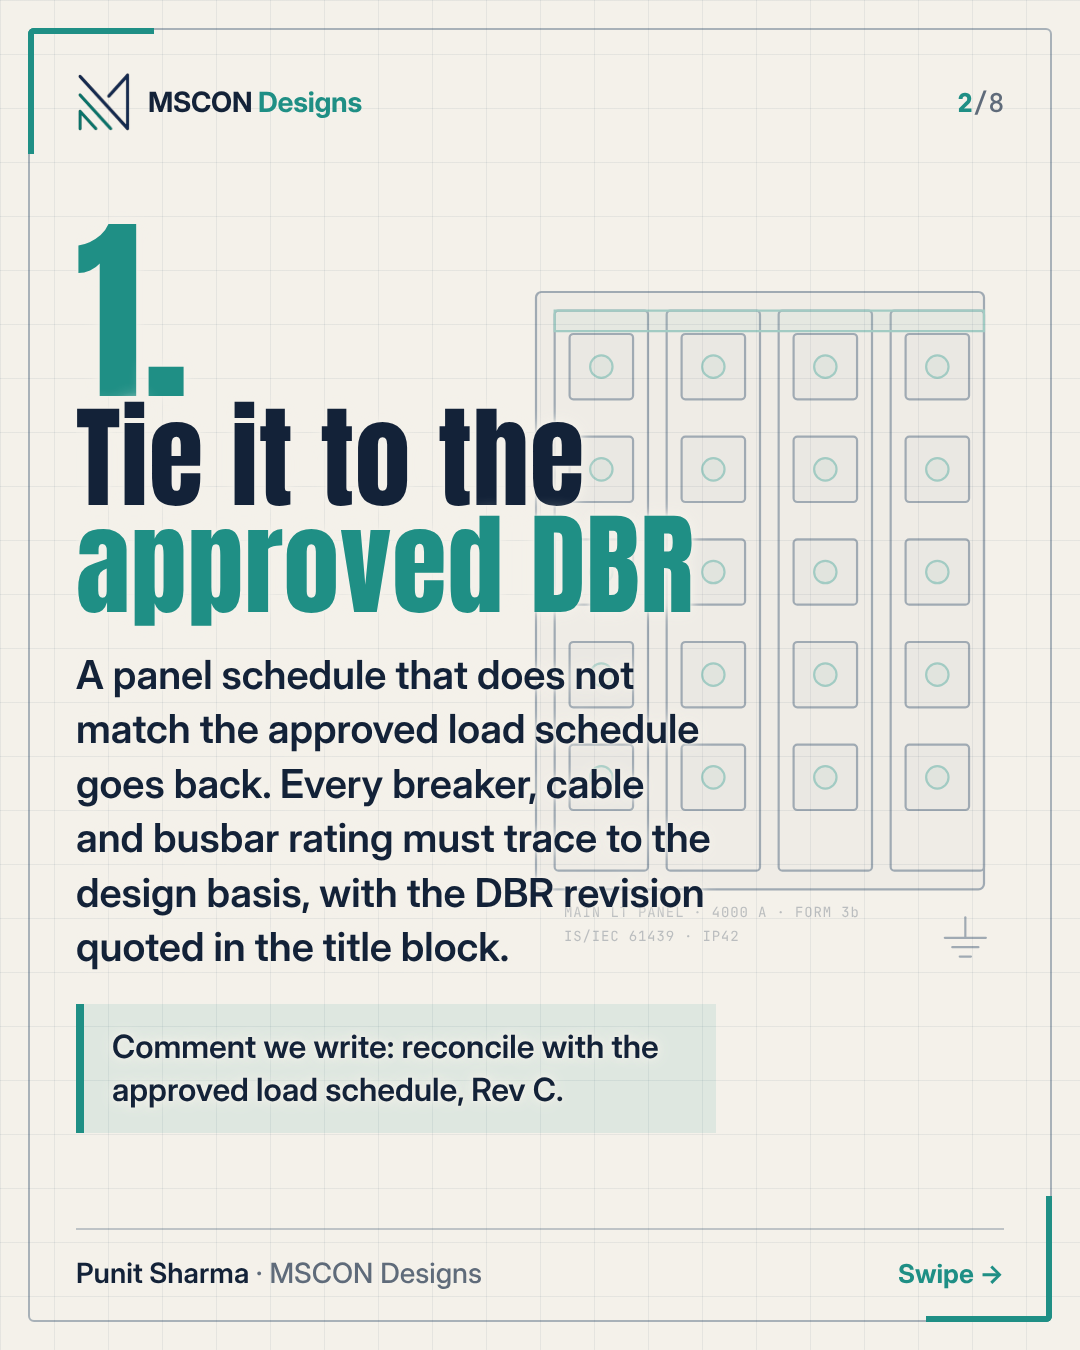 MSCON Designs
2/8
1.
Tie it to the
approved DBR
A panel schedule that does not
match the approved load schedule
goes back. Every breaker, cable
and busbar rating must trace to the
design basis, with the DBR revision
quoted in the title block.
MAIN LT PANEL · 4000 A · FORM 3b
IS/IEC 61439 · IP42
Comment we write: reconcile with the
approved load schedule, Rev C.
Punit Sharma · MSCON Designs
Swipe →